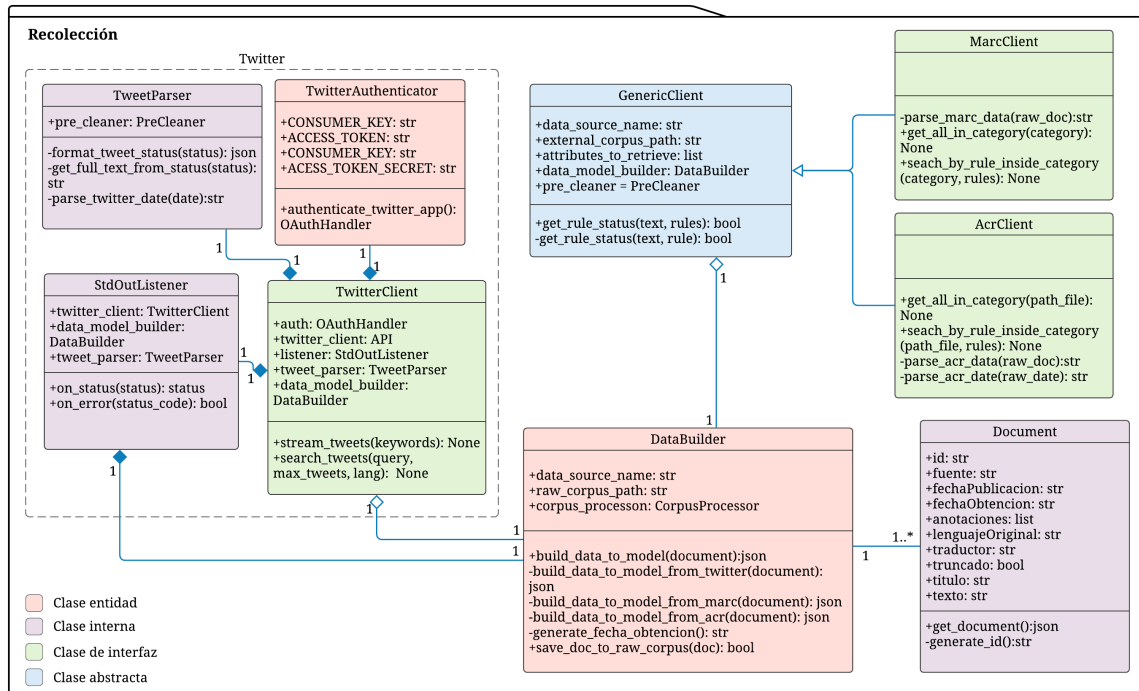 Recolección
Twitter
TweetParser
+pre_cleaner: PreCleaner
-format_tweet_status(status): json
-get_full_text_from_status(status):
str
-parse_twitter_date(date):str
TwitterAuthenticator
+CONSUMER_KEY: str
+ACCESS_TOKEN: str
+CONSUMER_KEY: str
+ACESS_TOKEN_SECRET: str
+authenticate_twitter_app():
OAuthHandler
1
1
1
1
StdOutListener
+twitter_client: TwitterClient
+data_model_builder:
DataBuilder
+tweet_parser: TweetParser
+on_status(status): status
+on_error(status_code): bool
1
1
1
TwitterClient
+auth: OAuthHandler
+twitter_client: API
+listener: StdOutListener
+tweet_parser: TweetParser
+data_model_builder:
DataBuilder
+stream_tweets(keywords): None
+search_tweets(query,
max_tweets, lang):  None
1
1
1
GenericClient
+data_source_name: str
+external_corpus_path: str
+attributes_to_retrieve: list
+data_model_builder: DataBuilder
+pre_cleaner = PreCleaner
+get_rule_status(text, rules): bool
-get_rule_status(text, rule): bool
1
1
MarcClient
-parse_marc_data(raw_doc):str
+get_all_in_category(category):
None
+seach_by_rule_inside_category
(category, rules): None
AcrClient
+get_all_in_category(path_file):
None
+seach_by_rule_inside_category
(path_file, rules): None
-parse_acr_data(raw_doc):str
-parse_acr_date(raw_date): str
DataBuilder
+data_source_name: str
+raw_corpus_path: str
+corpus_processon: CorpusProcessor
+build_data_to_model(document):json
-build_data_to_model_from_twitter(document):
json
-build_data_to_model_from_marc(document): json
-build_data_to_model_from_acr(document): json
-generate_fecha_obtencion(): str
+save_doc_to_raw_corpus(doc): bool
1..*
1
Document
+id: str
+fuente: str
+fechaPublicacion: str
+fechaObtencion: str
+anotaciones: list
+lenguajeOriginal: str
+traductor: str
+truncado: bool
+titulo: str
+texto: str
+get_document():json
-generate_id():str
Clase entidad
Clase interna
Clase de interfaz
Clase abstracta